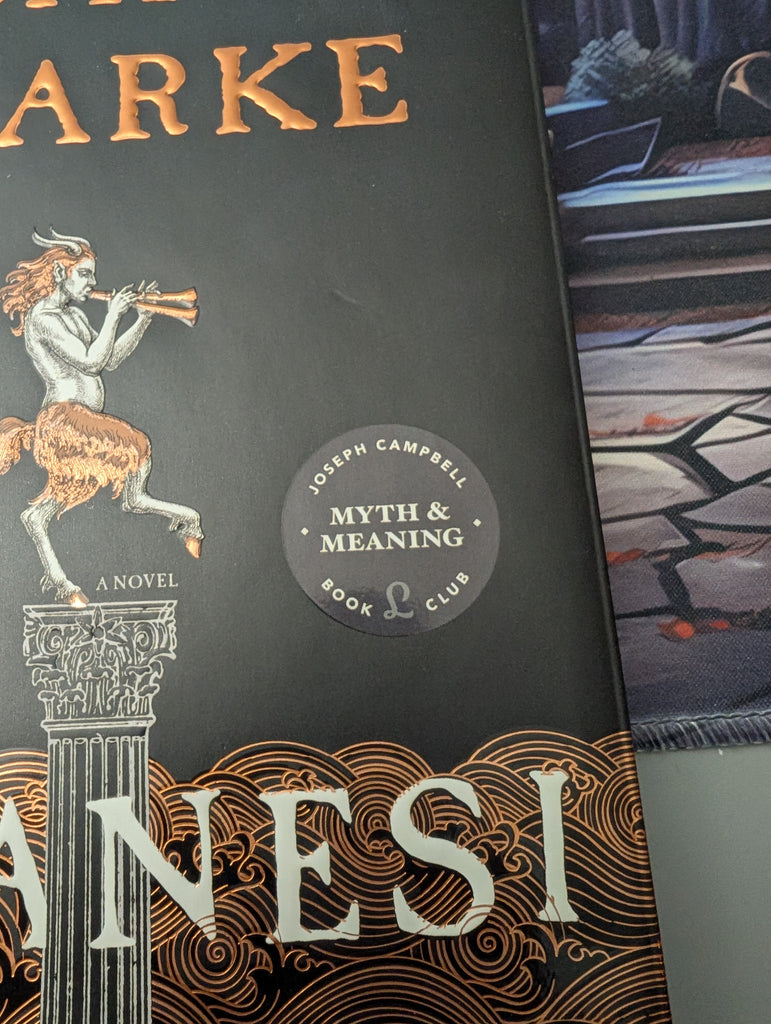 ARKE
JOSEPH CAMPBELL
MYTH &
MEANING
BOOK L CLUB
A NOVEL
ANESI